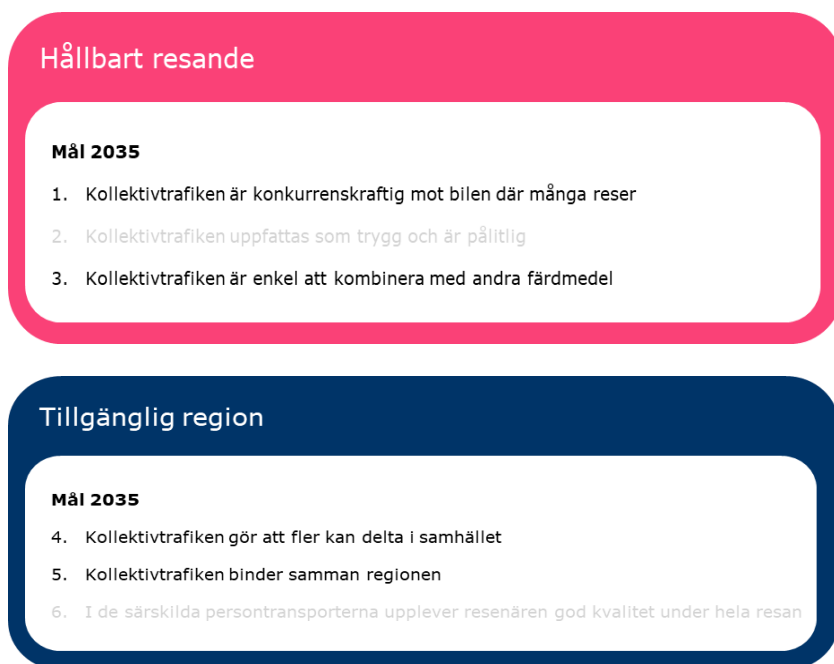 Hållbart resande
Mål 2035
1. Kollektivtrafiken är konkurrenskraftig mot bilen där många reser
2. Kollektivtrafiken uppfattas som trygg och är pålitlig
3. Kollektivtrafiken är enkel att kombinera med andra färdmedel
Tillgänglig region
Mål 2035
4. Kollektivtrafiken gör att fler kan delta i samhället
5. Kollektivtrafiken binder samman regionen
6. I de särskilda persontransporterna upplever resenären god kvalitet under hela resan